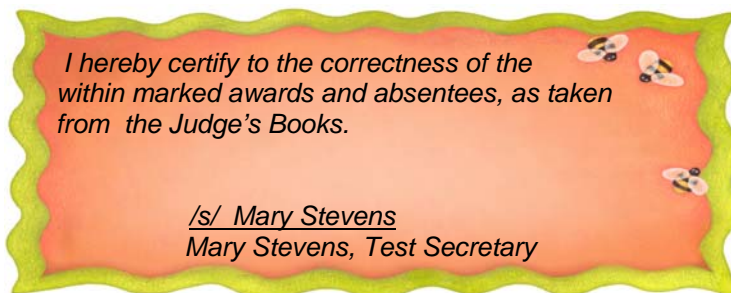 I hereby certify to the correctness of the
within marked awards and absentees, as taken
from the Judge's Books.
/s/ Mary Stevens
Mary Stevens, Test Secretary